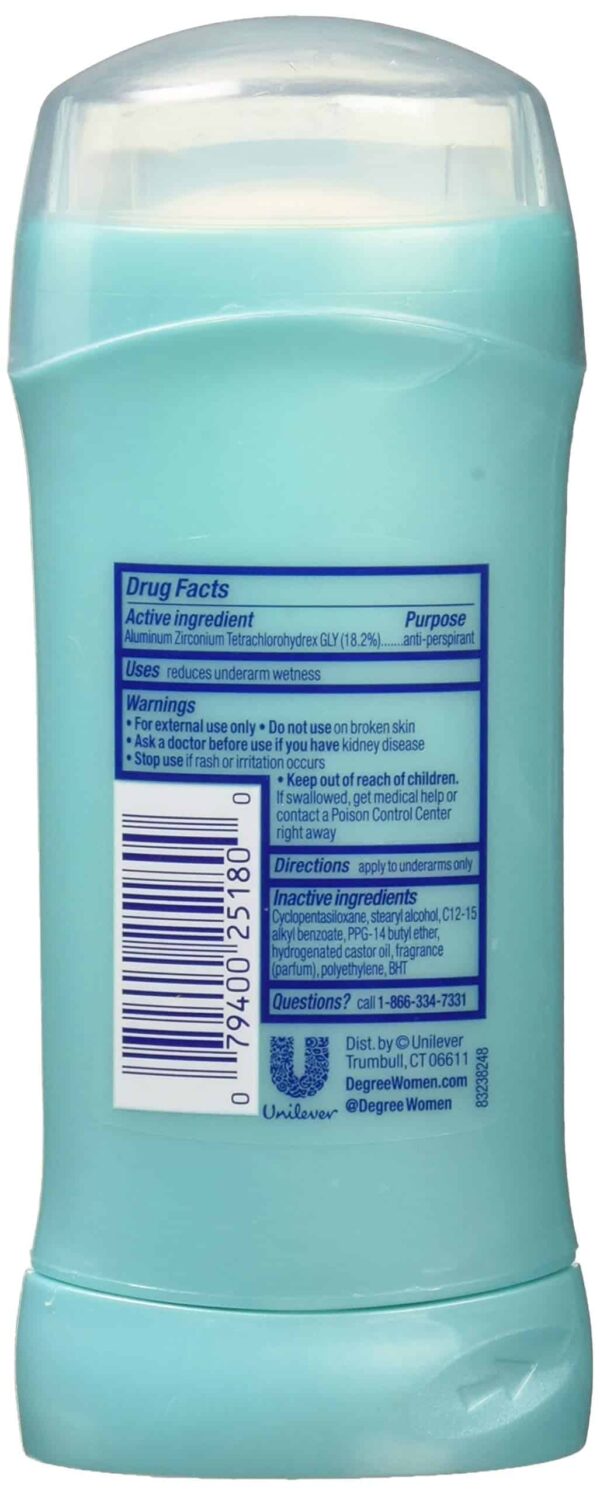 Drug Facts
Active ingredient Purpose
Aluminum Zirconium Tetrachlorohydrex GLY (18.2%).......anti-perspirant
Uses reduces underarm wetness
Warnings
• For external use only • Do not use on broken skin
• Ask a doctor before use if you have kidney disease
• Stop use if rash or irritation occurs
• Keep out of reach of children.
If swallowed, get medical help or
contact a Poison Control Center
right away
Directions apply to underarms only
Inactive ingredients
Cyclopentasiloxane, stearyl alcohol, C12-15
alkyl benzoate, PPG-14 butyl ether,
hydrogenated castor oil, fragrance
(parfum), polyethylene, BHT
Questions? call 1-866-334-7331
0 79400 25180 0
Unilever
Dist. by © Unilever
Trumbull, CT 06611
DegreeWomen.com
@Degree Women
83238248